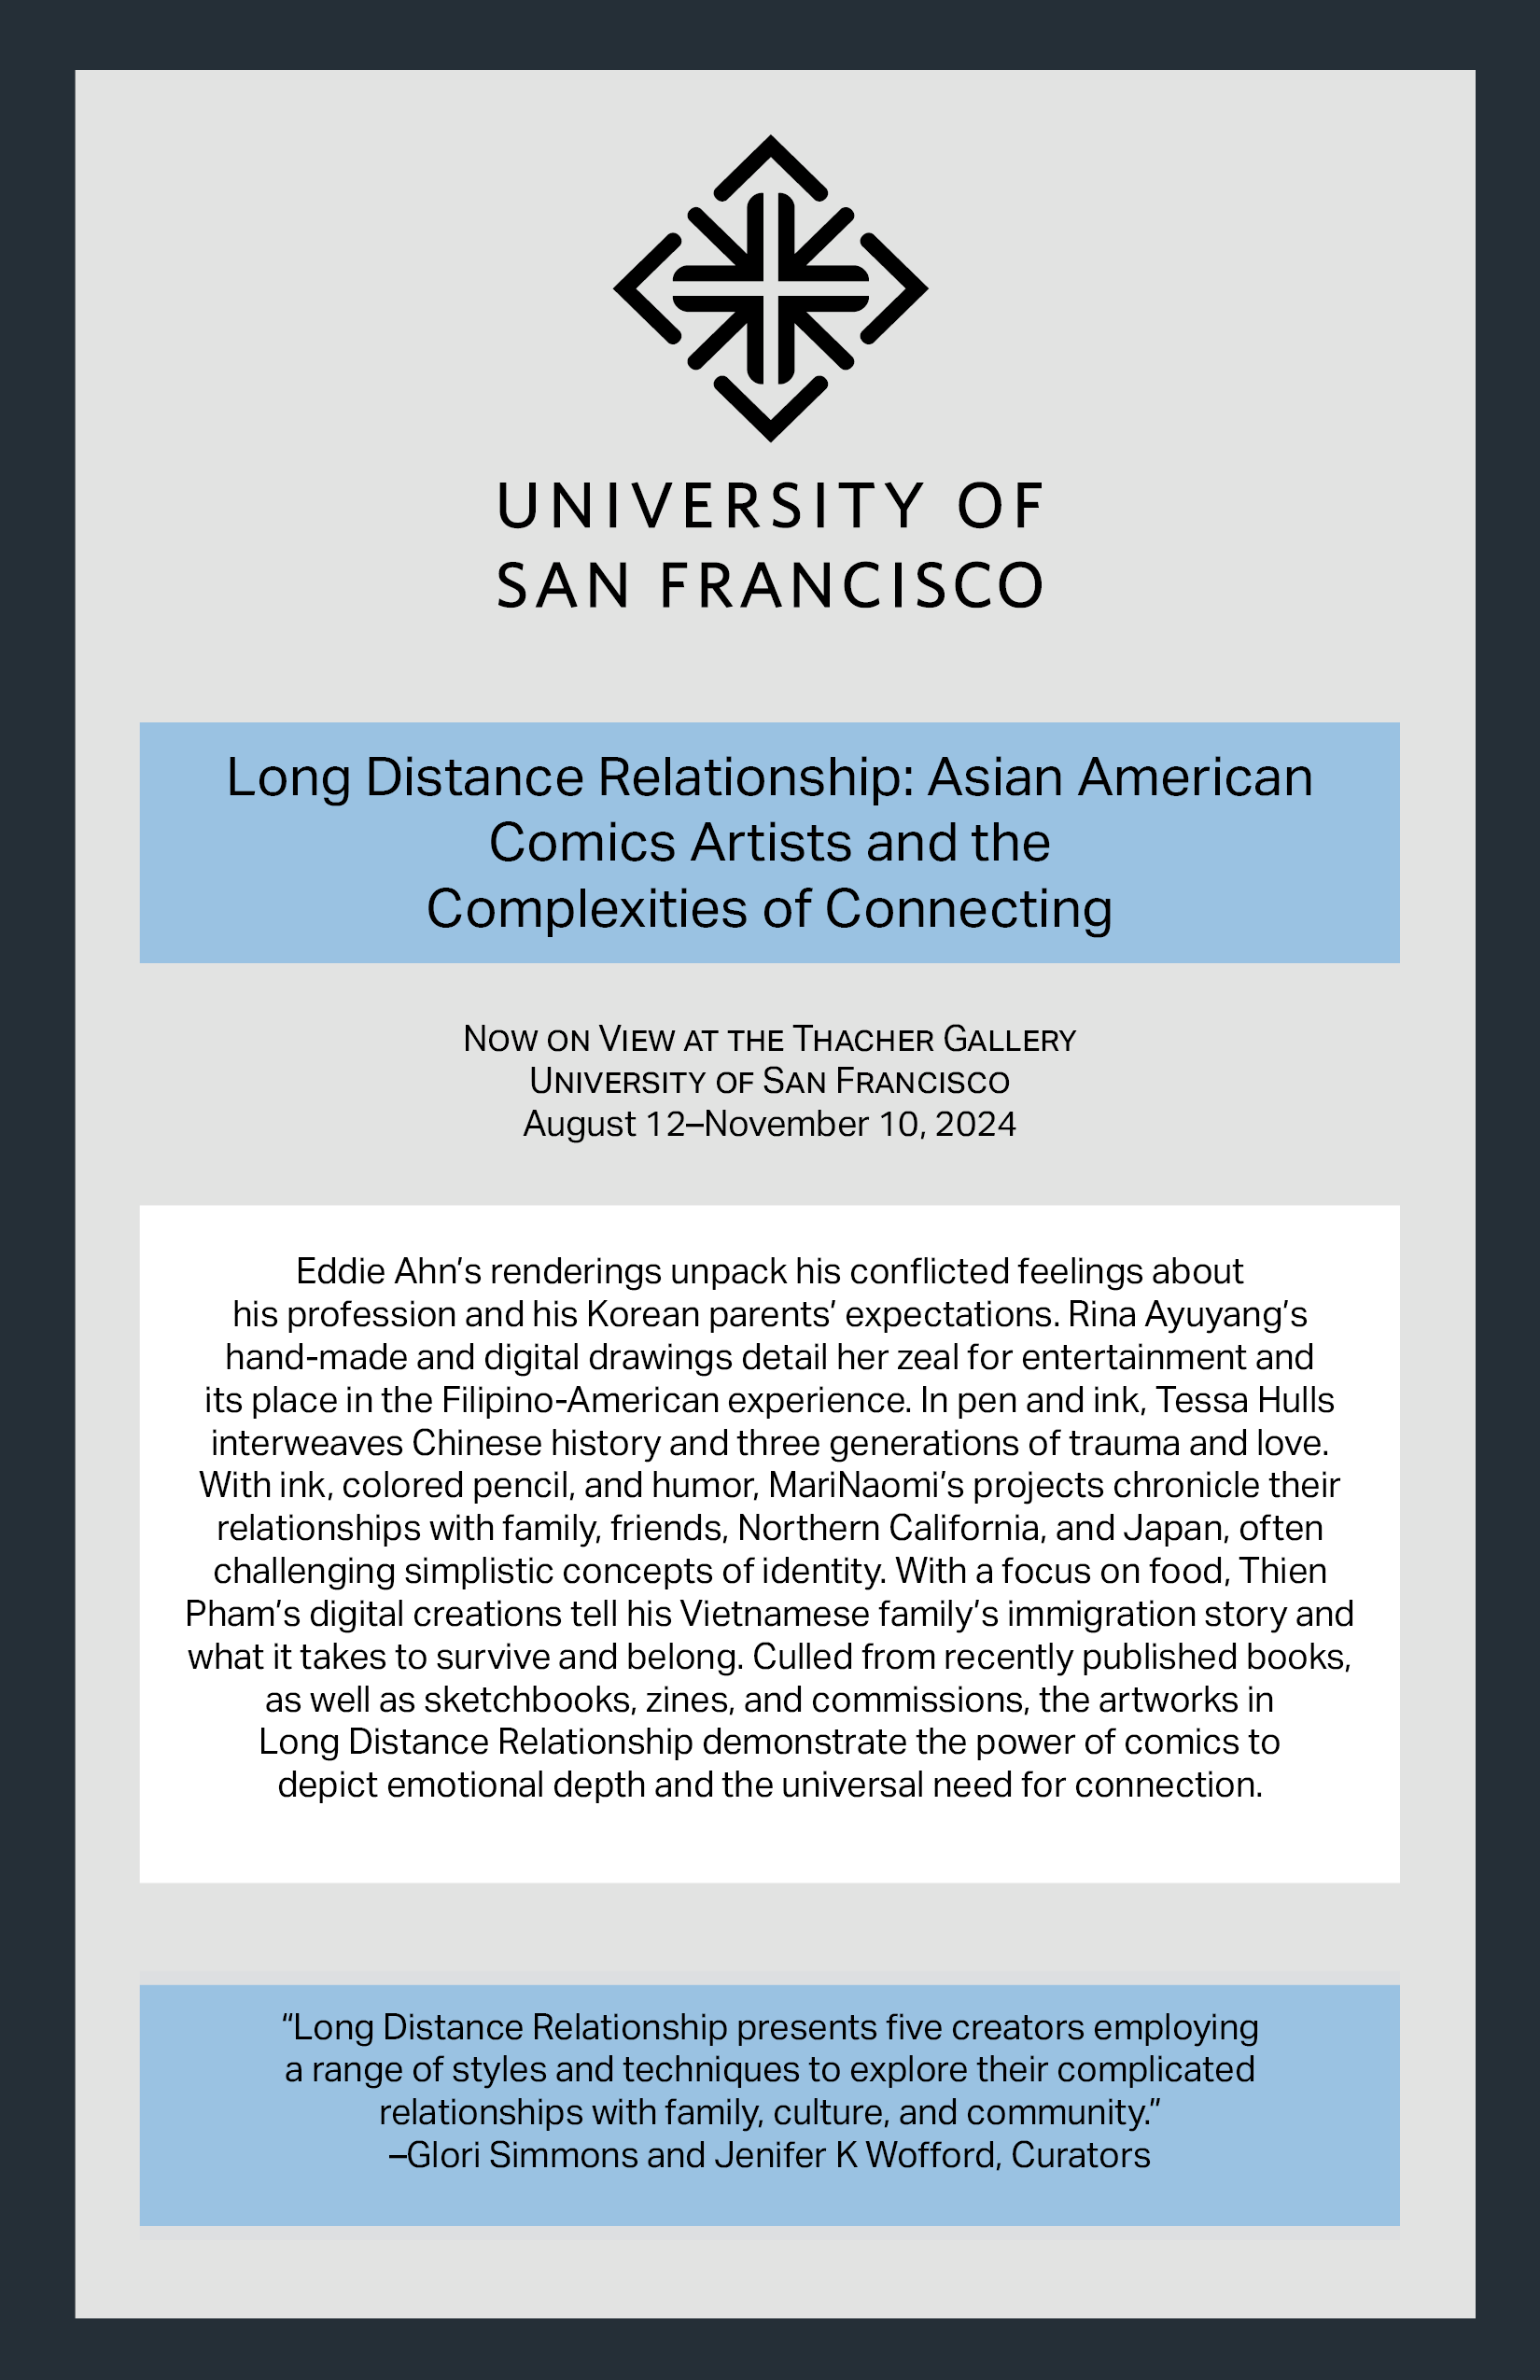 UNIVERSITY OF
SAN FRANCISCO
Long Distance Relationship: Asian American
Comics Artists and the
Complexities of Connecting
Now on View at the Thacher Gallery
University of San Francisco
August 12–November 10, 2024
Eddie Ahn’s renderings unpack his conflicted feelings about
his profession and his Korean parents’ expectations. Rina Ayuyang’s
hand-made and digital drawings detail her zeal for entertainment and
its place in the Filipino-American experience. In pen and ink, Tessa Hulls
interweaves Chinese history and three generations of trauma and love.
With ink, colored pencil, and humor, MariNaomi’s projects chronicle their
relationships with family, friends, Northern California, and Japan, often
challenging simplistic concepts of identity. With a focus on food, Thien
Pham’s digital creations tell his Vietnamese family’s immigration story and
what it takes to survive and belong. Culled from recently published books,
as well as sketchbooks, zines, and commissions, the artworks in
Long Distance Relationship demonstrate the power of comics to
depict emotional depth and the universal need for connection.
“Long Distance Relationship presents five creators employing
a range of styles and techniques to explore their complicated
relationships with family, culture, and community.”
–Glori Simmons and Jenifer K Wofford, Curators